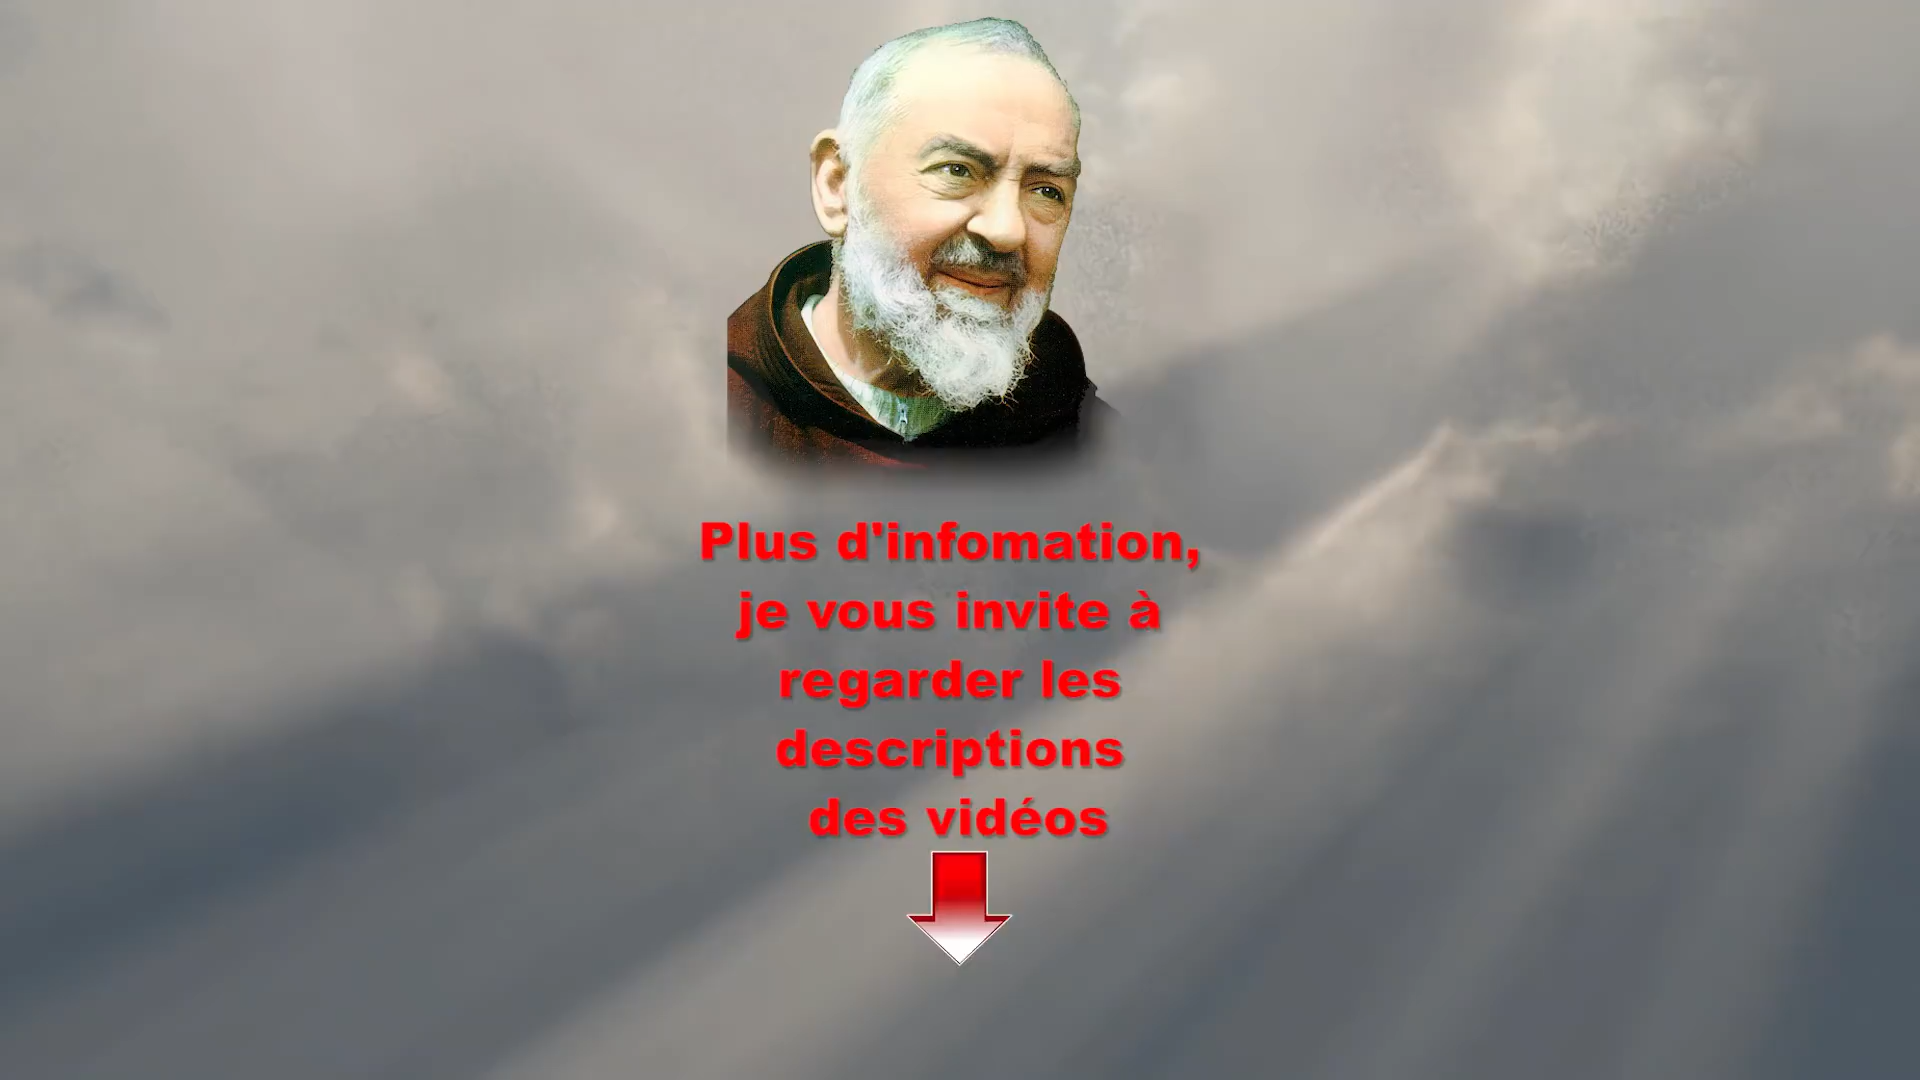 Plus d'infomation,
je vous invite à
regarder les
descriptions
des vidéos